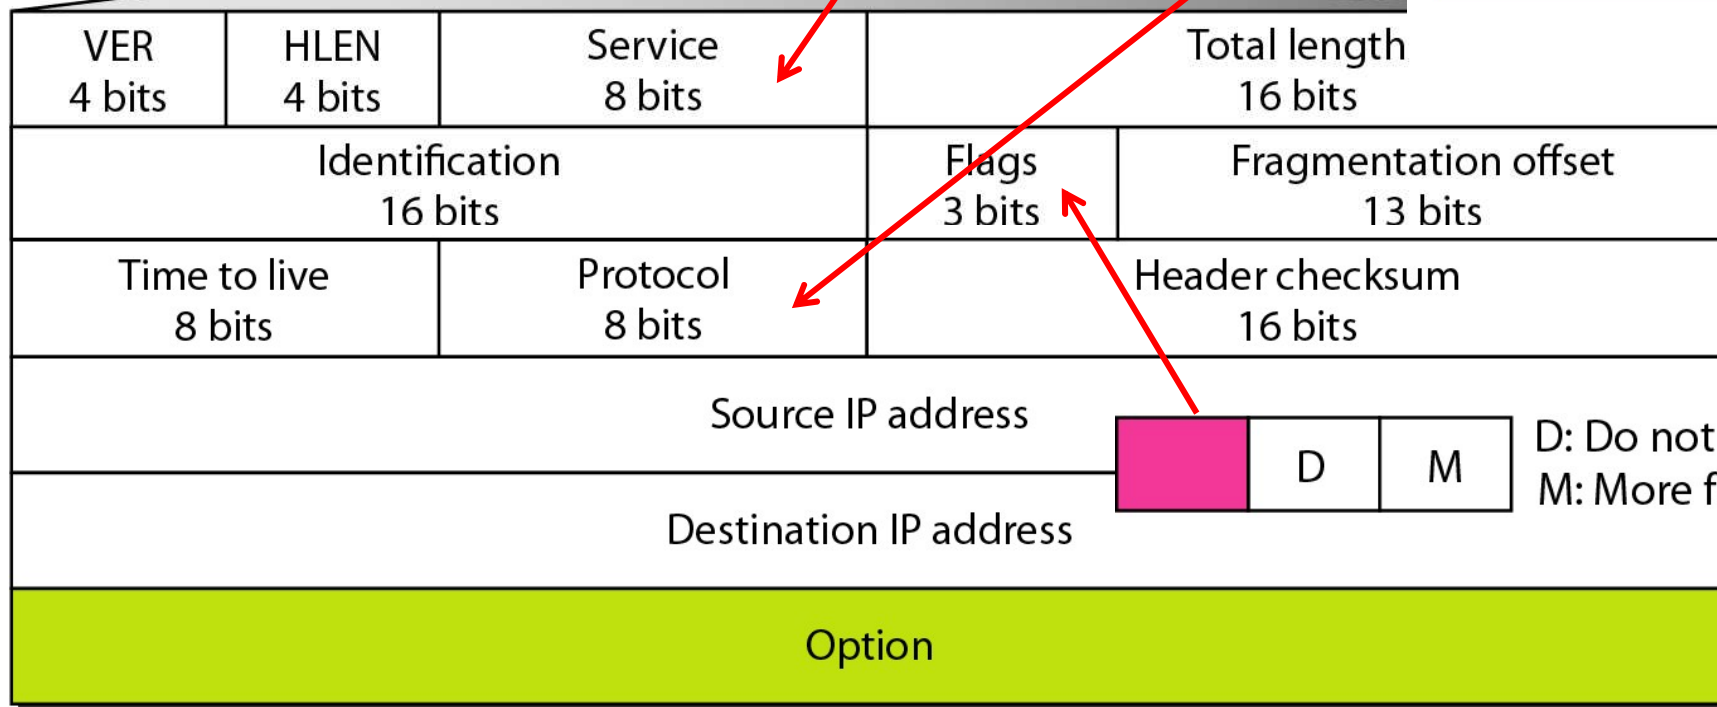 VER
4 bits
HLEN
4 bits
Service
8 bits
Total length
16 bits
Identification
16 bits
Flags
3 bits
Fragmentation offset
13 bits
Time to live
8 bits
Protocol
8 bits
Header checksum
16 bits
Source IP address
D
M
D: Do not
M: More f
Destination IP address
Option